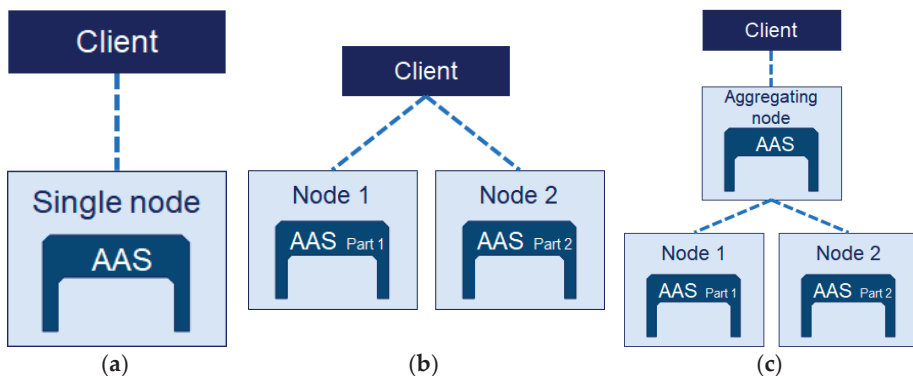 Client
Single node
AAS
(a)
Client
Node 1
AAS Part 1
Node 2
AAS Part 2
(b)
Client
Aggregating
node
AAS
Node 1
AAS Part 1
Node 2
AAS Part 2
(c)